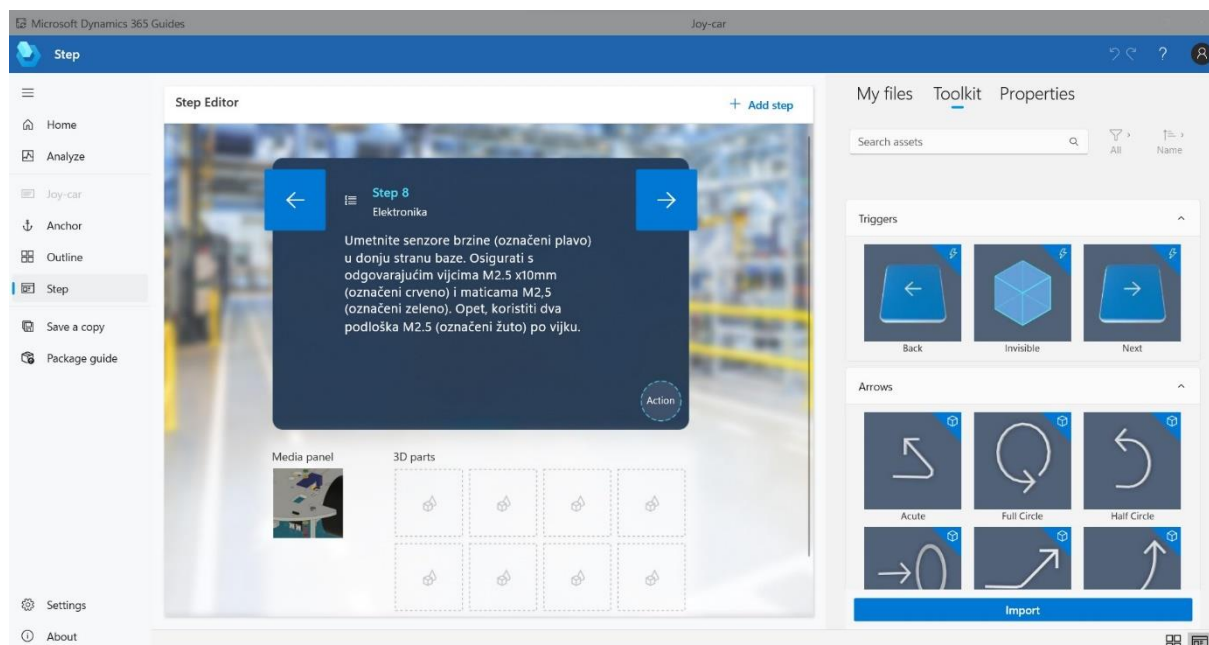 Microsoft Dynamics 365 Guides
Joy-car
Step
?
Home
Analyze
Joy-car
Anchor
Outline
Step
Save a copy
Package guide
Settings
About
Step Editor
+ Add step
Step 8
Elektronika
Umetnite senzore brzine (označeni plavo)
u donju stranu baze. Osigurati s
odgovarajućim vijcima M2.5 x10mm
(označeni crveno) i maticama M2,5
(označeni zeleno). Opet, koristiti dva
podloška M2.5 (označeni žuto) po vijku.
Action
Media panel
3D parts
My files Toolkit Properties
Search assets
All
Name
Triggers
Back
Invisible
Next
Arrows
Acute
Full Circle
Half Circle
Import